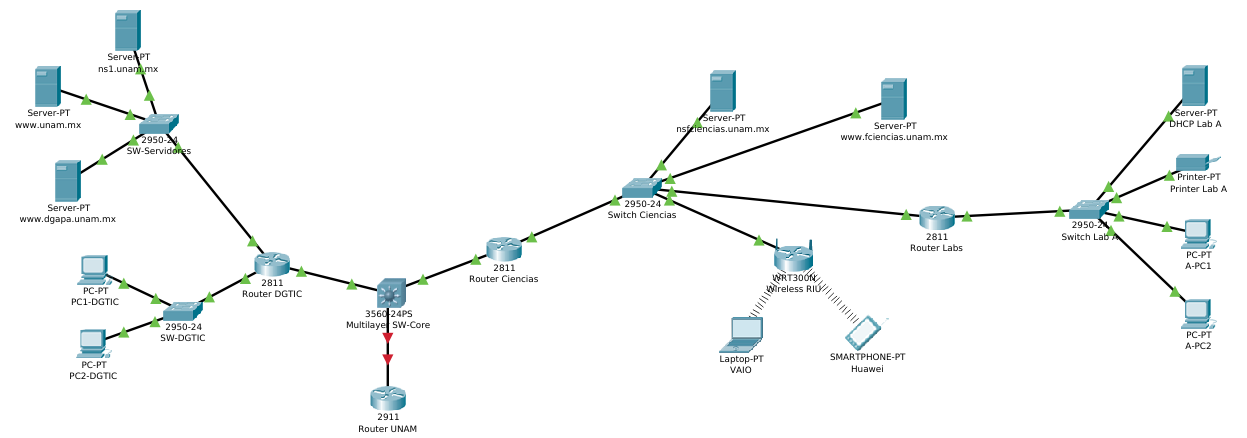 Server-PT
ns1.unam.mx
Server-PT
www.unam.mx
2950-24
SW-Servidores
Server-PT
www.dgapa.unam.mx
2811
Router DGTIC
PC-PT
PC1-DGTIC
2950-24
SW-DGTIC
PC-PT
PC2-DGTIC
3560-24PS
Multilayer SW-Core
2911
Router UNAM
2811
Router Ciencias
2950-24
Switch Ciencias
Server-PT
nsfciencias.unam.mx
Server-PT
www.fciencias.unam.mx
WRT300N
Wireless RIU
Laptop-PT
VAIO
SMARTPHONE-PT
Huawei
2811
Router Labs
2950-24
Switch Lab A
Server-PT
DHCP Lab A
Printer-PT
Printer Lab A
PC-PT
A-PC1
PC-PT
A-PC2